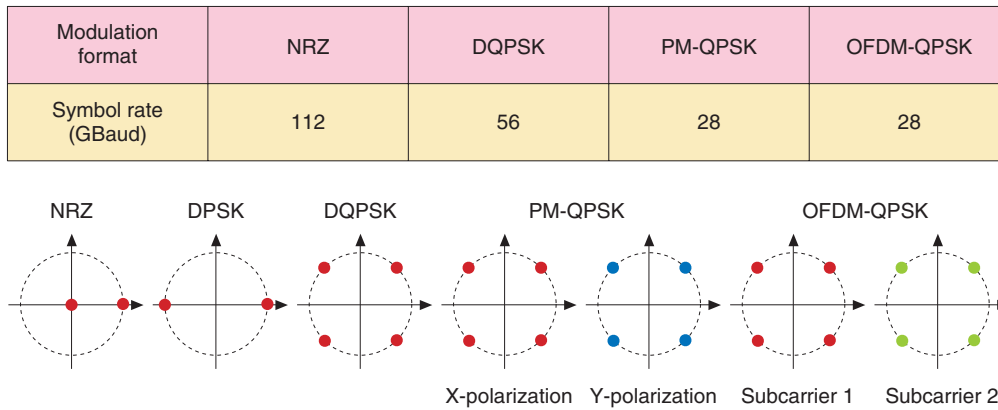 Modulation format NRZ DQPSK PM-QPSK OFDM-QPSK
Symbol rate (GBaud) 112 56 28 28
NRZ DPSK DQPSK PM-QPSK OFDM-QPSK
X-polarization Y-polarization Subcarrier 1 Subcarrier 2